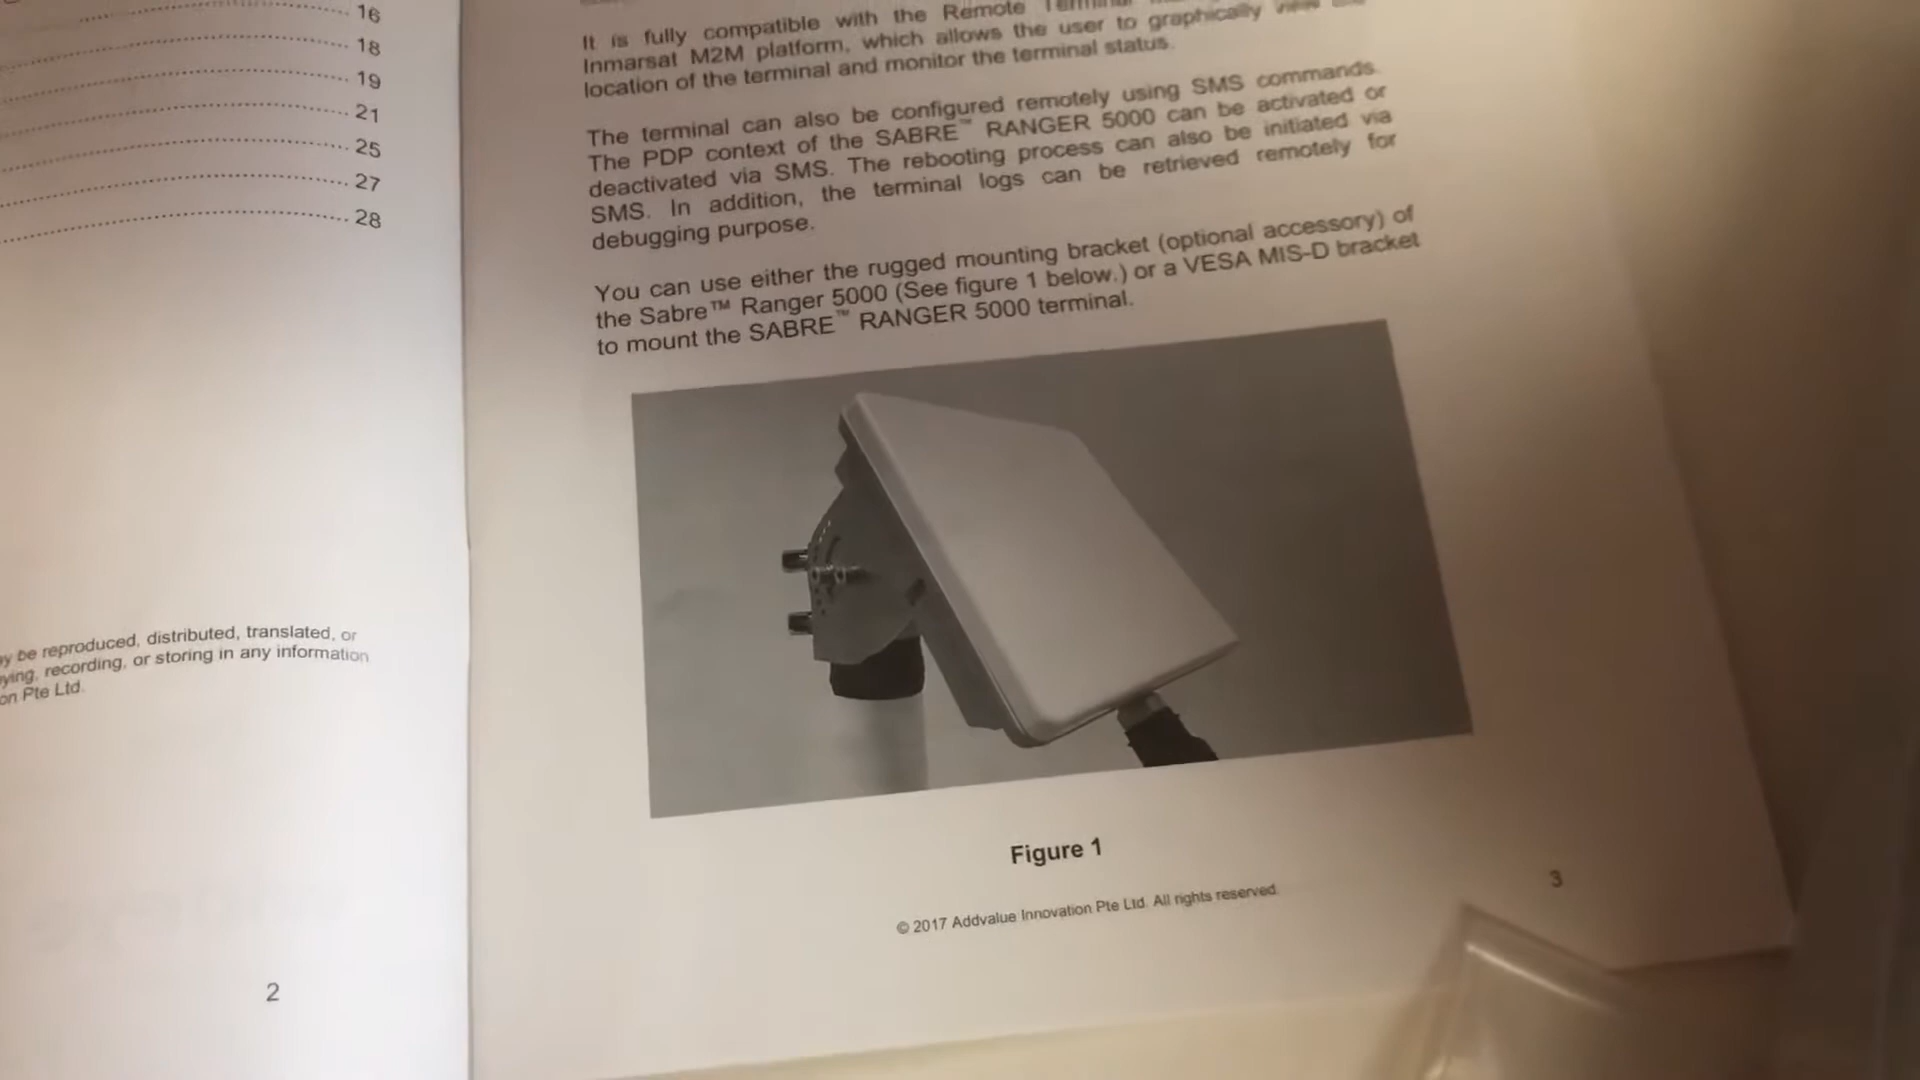 16
18
19
21
25
27
28
be reproduced, distributed, translated, or
recording, or storing in any information
Pte Ltd.
2
It is fully compatible with the Remote
Inmarsat M2M platform, which allows the user to graphically view
location of the terminal and monitor the terminal status.
The terminal can also be configured remotely using SMS commands.
The PDP context of the SABRE™ RANGER 5000 can be activated or
deactivated via SMS. The rebooting process can also be initiated via
SMS. In addition, the terminal logs can be retrieved remotely for
debugging purpose.
You can use either the rugged mounting bracket (optional accessory) of
the Sabre™ Ranger 5000 (See figure 1 below.) or a VESA MIS-D bracket
to mount the SABRE™ RANGER 5000 terminal.
Figure 1
© 2017 Addvalue Innovation Pte Ltd. All rights reserved.
3